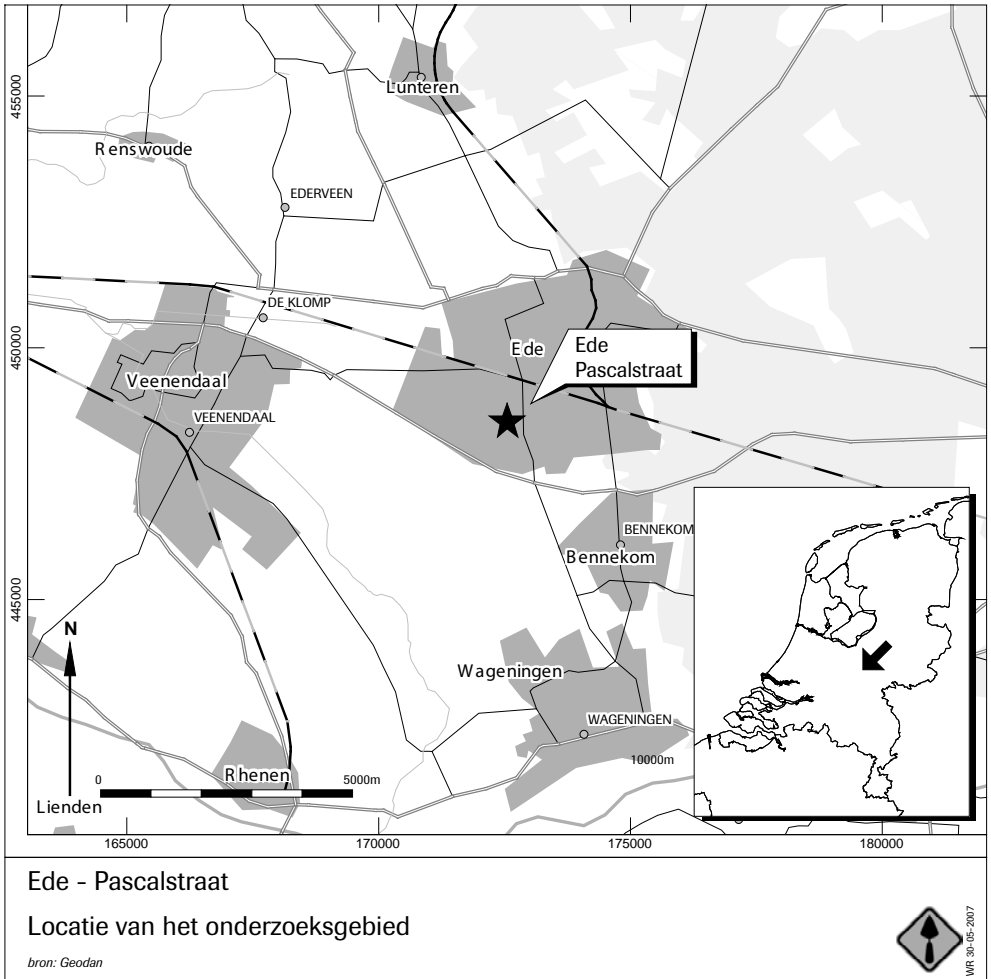 Lunteren
455000
Renswoude
EDERVEEN
DE KLOMP
450000
Ede
Ede
Pascalstraat
Veenendaal
VEENENDAAL
BENNEKOM
Bennekom
445000
N
Wageningen
WAGENINGEN
10000m
Rhenen
0
5000m
Lienden
165000
170000
175000
180000
Ede - Pascalstraat
Locatie van het onderzoeksgebied
bron: Geodan
WR 30-05-2007